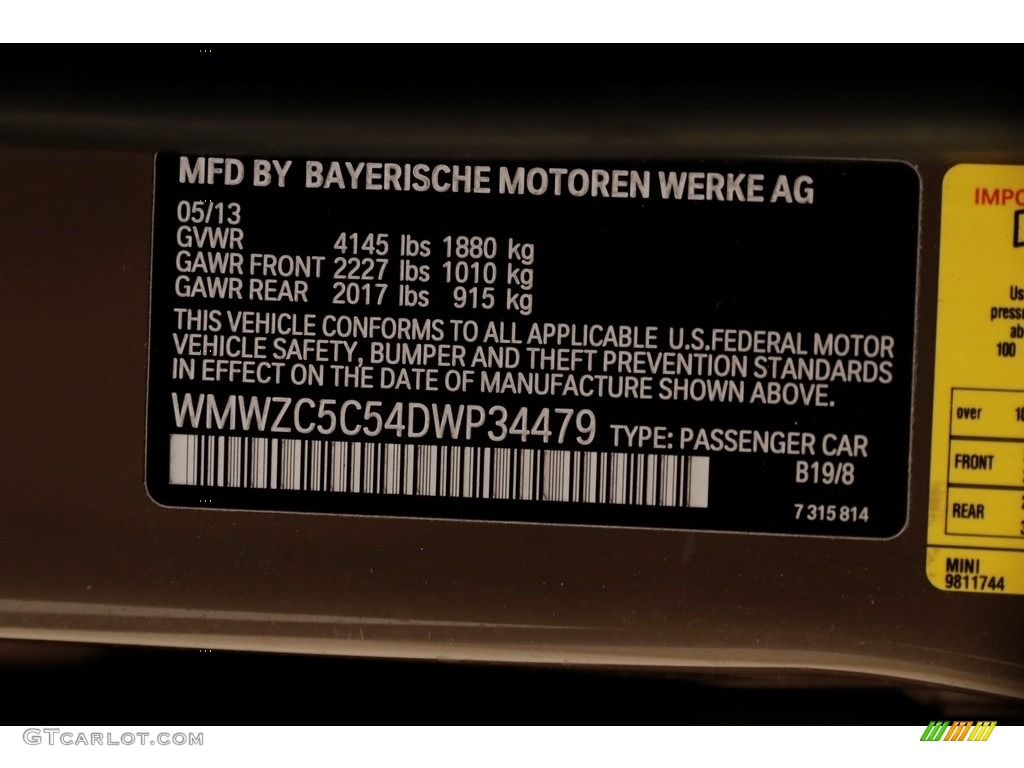 MFD BY BAYERISCHE MOTOREN WERKE AG
05/13
GVWR 4145 lbs 1880 kg
GAWR FRONT 2227 lbs 1010 kg
GAWR REAR 2017 lbs 915 kg
THIS VEHICLE CONFORMS TO ALL APPLICABLE U.S.FEDERAL MOTOR
VEHICLE SAFETY, BUMPER AND THEFT PREVENTION STANDARDS
IN EFFECT ON THE DATE OF MANUFACTURE SHOWN ABOVE.
WMWZC5C54DWP34479 TYPE: PASSENGER CAR
B19/8
7 315 814
over
100
FRONT
REAR
MINI
9811744
GTCARLOT.COM